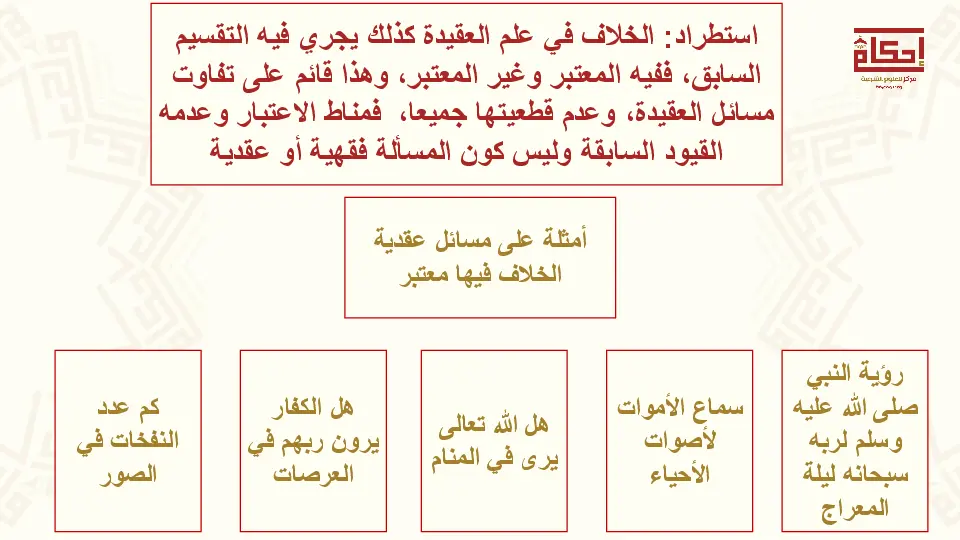 استطراد: الخلاف في علم العقيدة كذلك يجري فيه التقسيم
السابق، ففيه المعتبر وغير المعتبر، وهذا قائم على تفاوت
مسائل العقيدة، وعدم قطعيتها جميعا، فمناط الاعتبار وعدمه
القيود السابقة وليس كون المسألة فقهية أو عقدية
إحكام
مركز للعلوم الشرعية
أمثلة على مسائل عقدية
الخلاف فيها معتبر
رؤية النبي
صلى الله عليه
وسلم لربه
سبحانه ليلة
المعراج
سماع الأموات
لأصوات
الأحياء
هل الله تعالى
يرى في المنام
هل الكفار
يرون ربهم في
العرصات
كم عدد
النفخات في
الصور